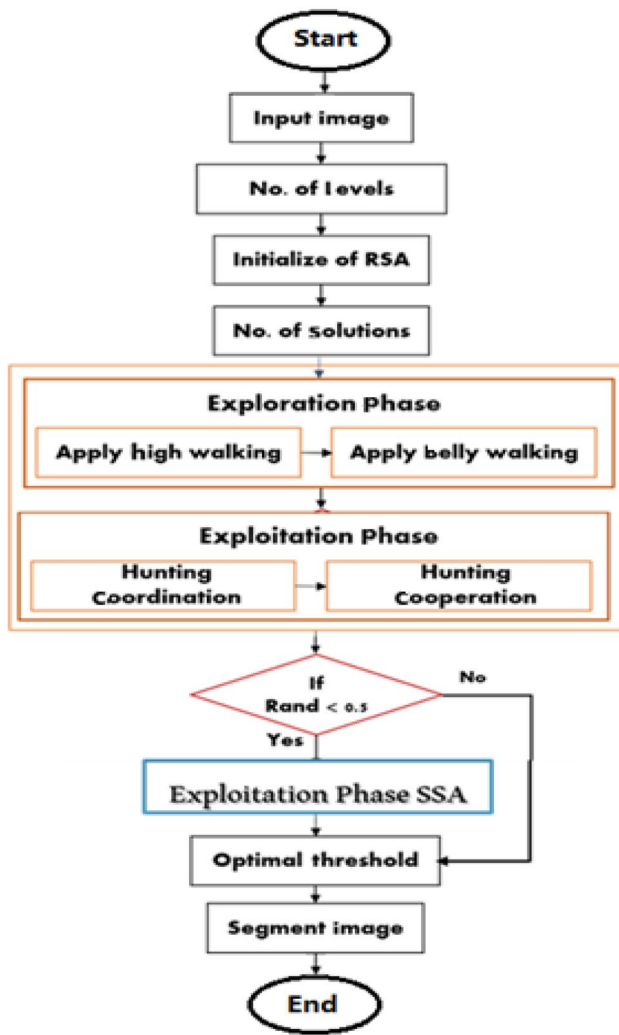 Start
Input image
No. of Levels
Initialize of RSA
No. of solutions
Exploration Phase
Apply high walking
Apply belly walking
Exploitation Phase
Hunting
Coordination
Hunting
Cooperation
If
Rand < 0.5
No
Yes
Exploitation Phase SSA
Optimal threshold
Segment image
End